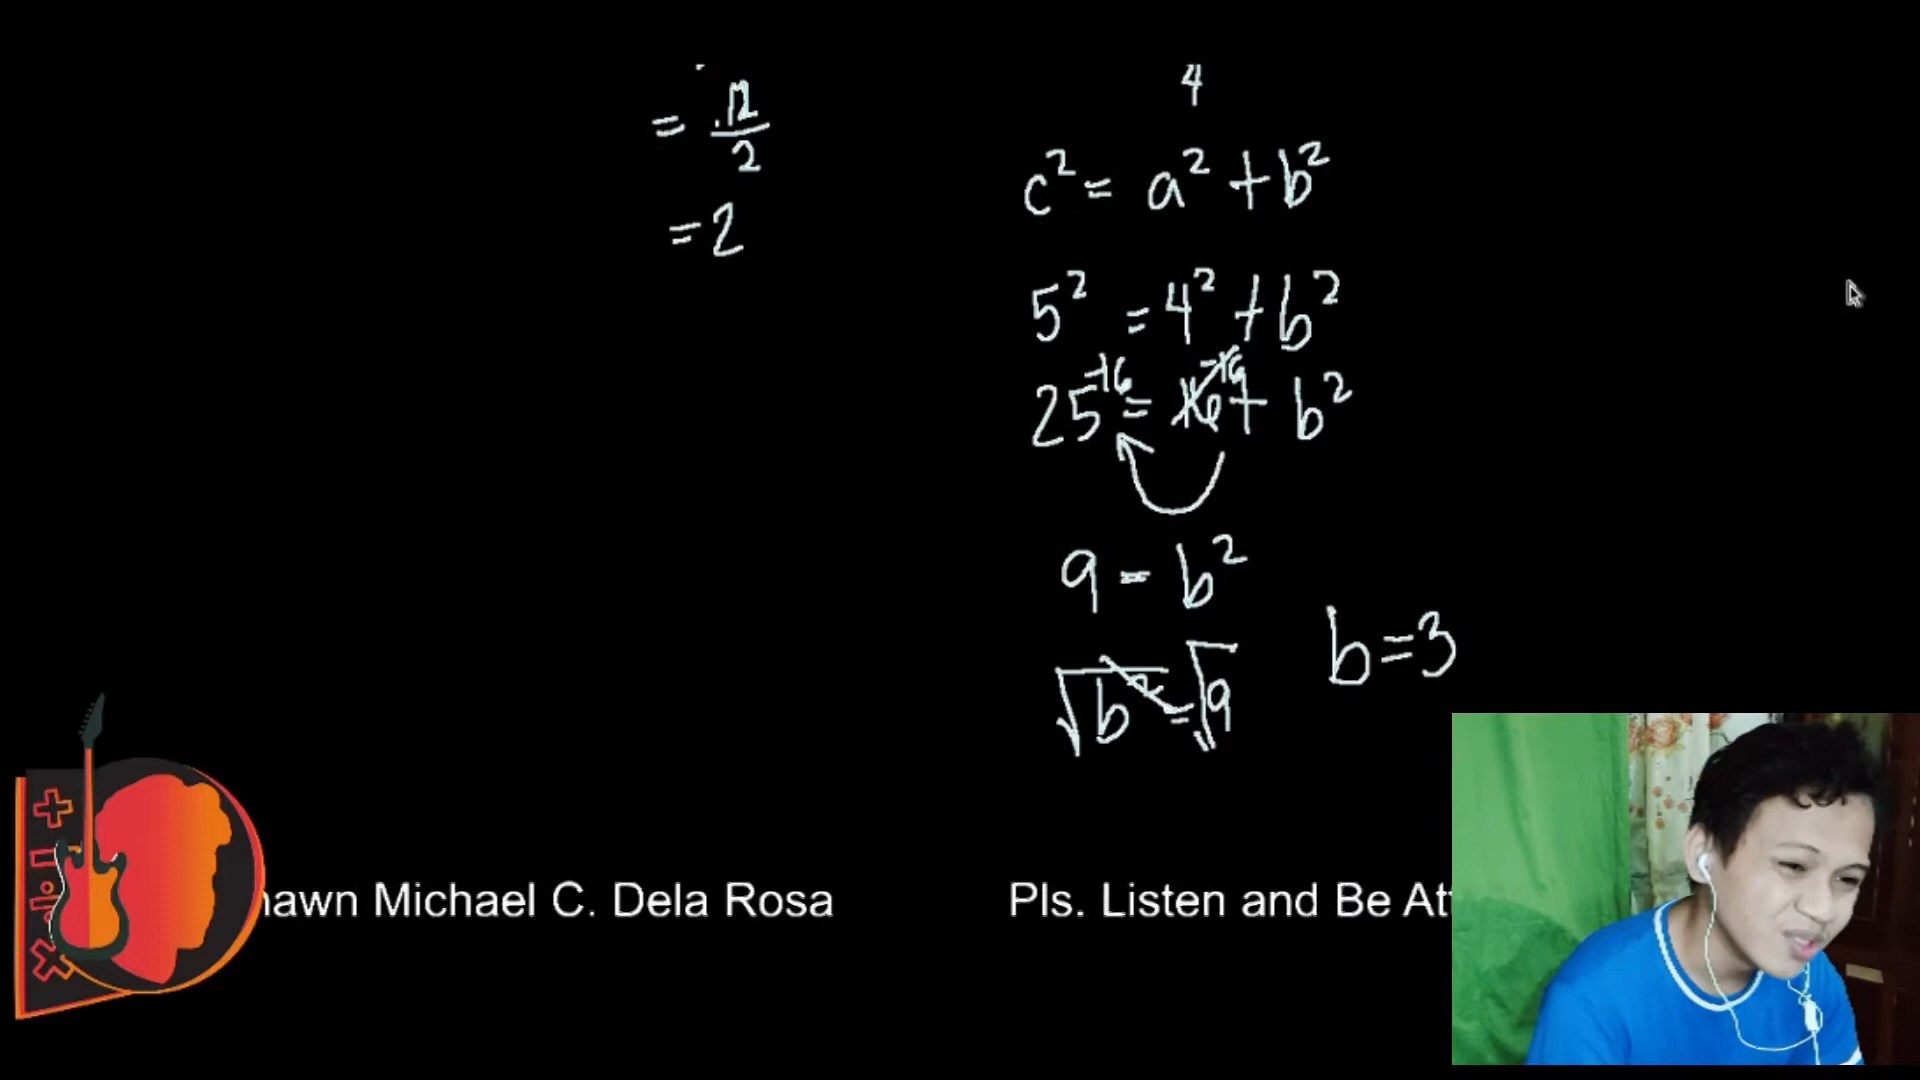 = 12/2
= 2
4
c² = a² + b²
5² = 4² + b²
25 -16 = 16 -16 + b²
9 = b²
√b² = √9
b = 3
hawn Michael C. Dela Rosa
Pls. Listen and Be Att